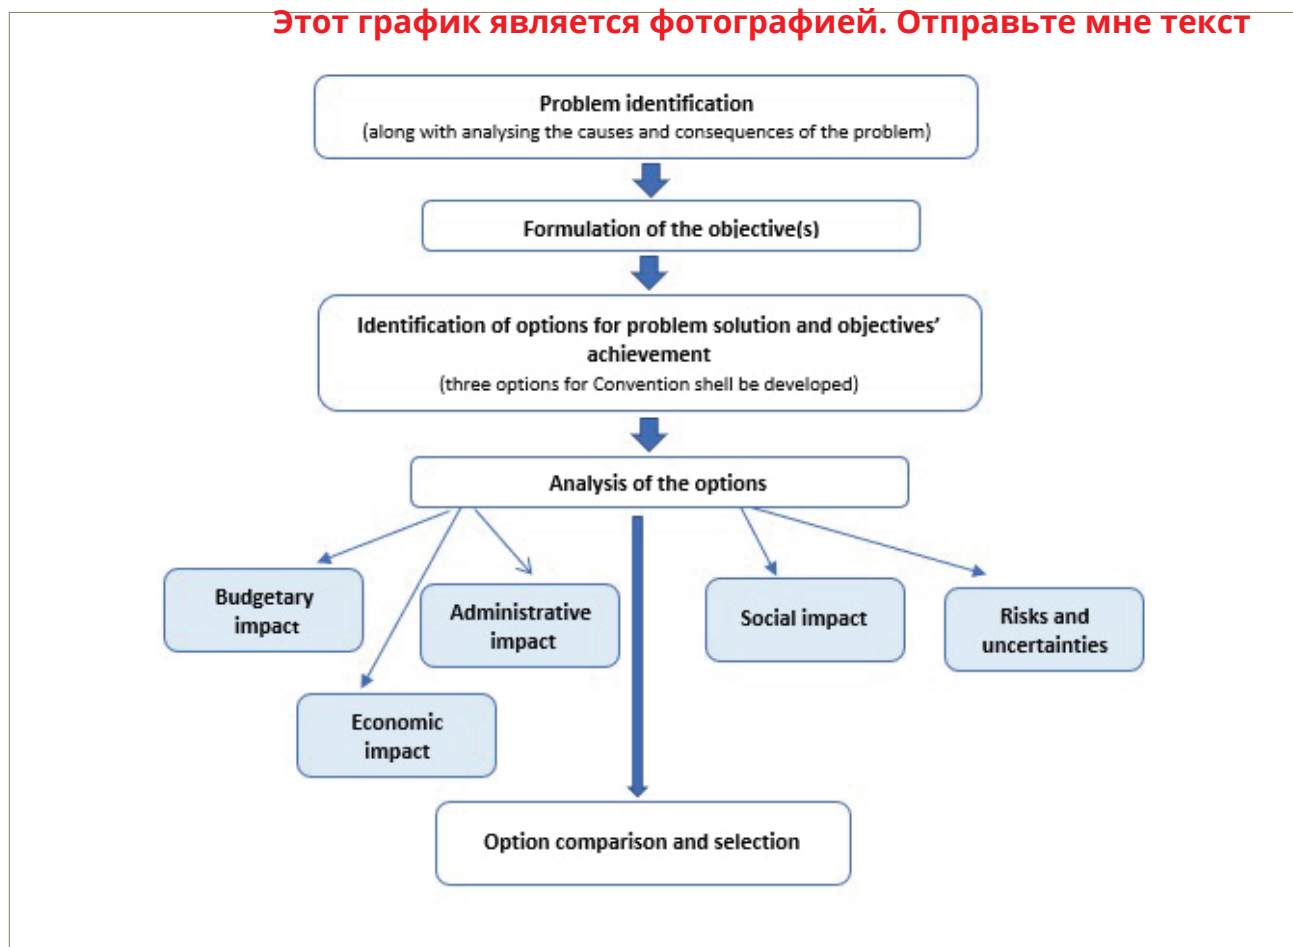 Этот график является фотографией. Отправьте мне текст
Problem identification
(along with analysing the causes and consequences of the problem)
Formulation of the objective(s)
Identification of options for problem solution and objectives’
achievement
(three options for Convention shell be developed)
Analysis of the options
Budgetary
impact
Administrative
impact
Social impact
Risks and
uncertainties
Economic
impact
Option comparison and selection